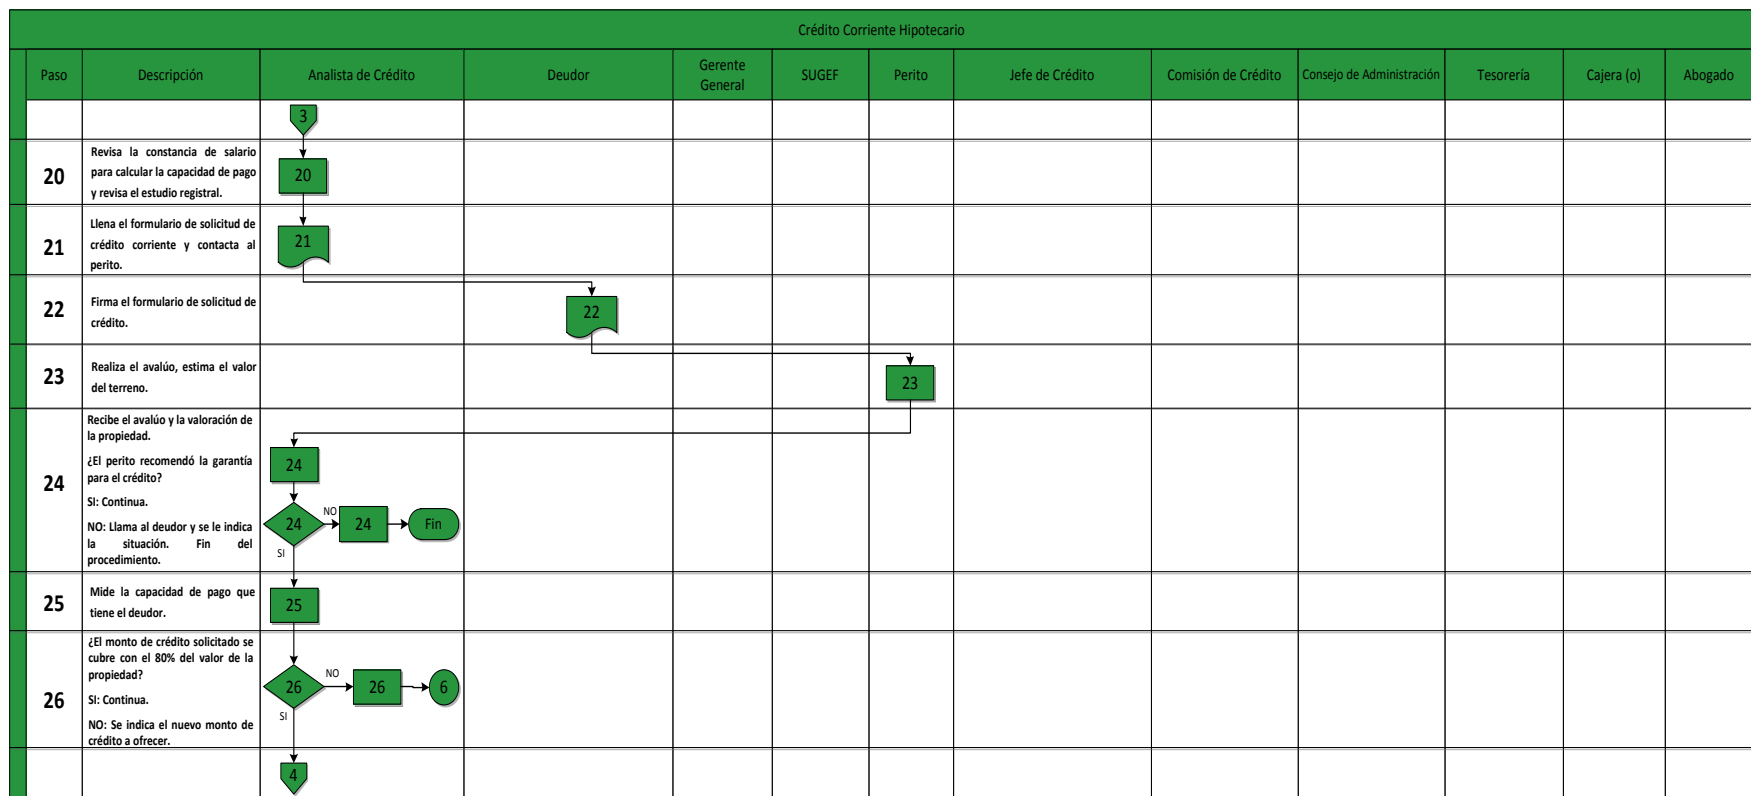 Crédito Corriente Hipotecario
Paso
Descripción
Analista de Crédito
Deudor
Gerente
General
SUGEF
Perito
Jefe de Crédito
Comisión de Crédito
Consejo de Administración
Tesorería
Cajera (o)
Abogado
3
20
Revisa la constancia de salario
para calcular la capacidad de pago
y revisa el estudio registral.
20
21
Llena el formulario de solicitud de
crédito corriente y contacta al
perito.
21
22
Firma el formulario de solicitud de
crédito.
22
23
Realiza el avalúo, estima el valor
del terreno.
23
24
Recibe el avalúo y la valoración de
la propiedad.
¿El perito recomendó la garantía
para el crédito?
SI: Continua.
NO: Llama al deudor y se le indica
la situación. Fin del
procedimiento.
24
24
NO
24
Fin
SI
25
Mide la capacidad de pago que
tiene el deudor.
25
26
¿El monto de crédito solicitado se
cubre con el 80% del valor de la
propiedad?
SI: Continua.
NO: Se indica el nuevo monto de
crédito a ofrecer.
26
NO
26
6
SI
4